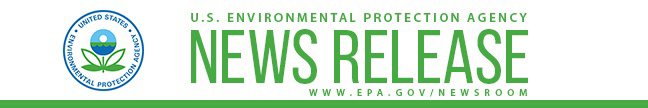 UNITED STATES
ENVIRONMENTAL PROTECTION AGENCY
U.S. ENVIRONMENTAL PROTECTION AGENCY
NEWS RELEASE
WWW.EPA.GOV/NEWSROOM